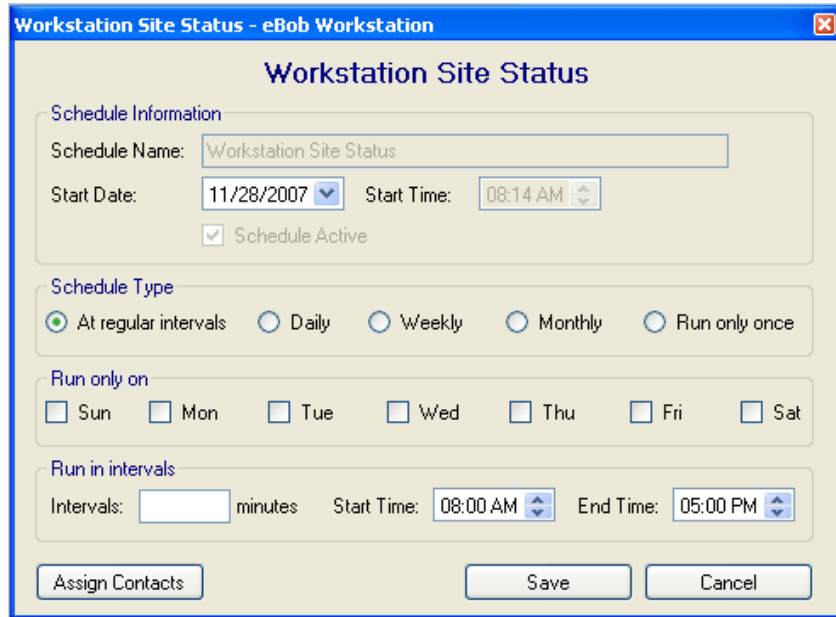 Workstation Site Status - eBob Workstation
Workstation Site Status
Schedule Information
Schedule Name: Workstation Site Status
Start Date: 11/28/2007 Start Time: 08:14 AM
Schedule Active
Schedule Type
At regular intervals Daily Weekly Monthly Run only once
Run only on
Sun Mon Tue Wed Thu Fri Sat
Run in intervals
Intervals: minutes Start Time: 08:00 AM End Time: 05:00 PM
Assign Contacts Save Cancel